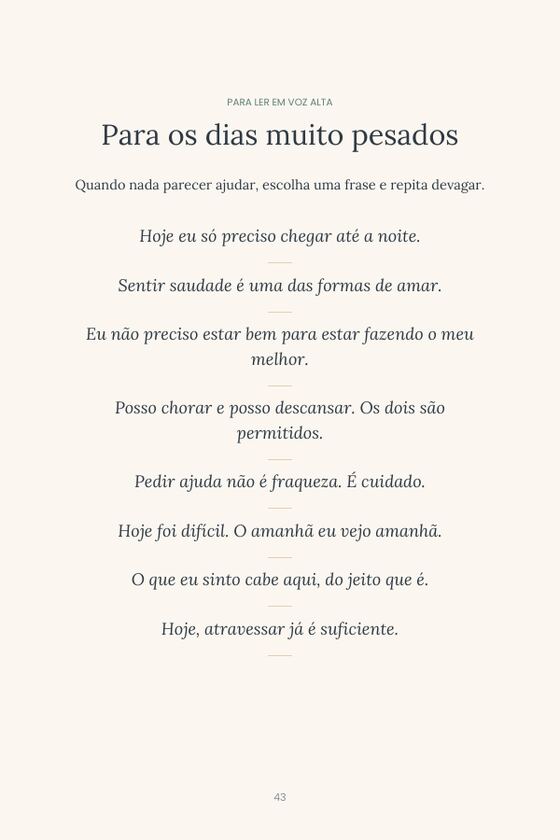 PARA LER EM VOZ ALTA
Para os dias muito pesados
Quando nada parecer ajudar, escolha uma frase e repita devagar.
Hoje eu só preciso chegar até a noite.
Sentir saudade é uma das formas de amar.
Eu não preciso estar bem para estar fazendo o meu
melhor.
Posso chorar e posso descansar. Os dois são
permitidos.
Pedir ajuda não é fraqueza. É cuidado.
Hoje foi difícil. O amanhã eu vejo amanhã.
O que eu sinto cabe aqui, do jeito que é.
Hoje, atravessar já é suficiente.
43